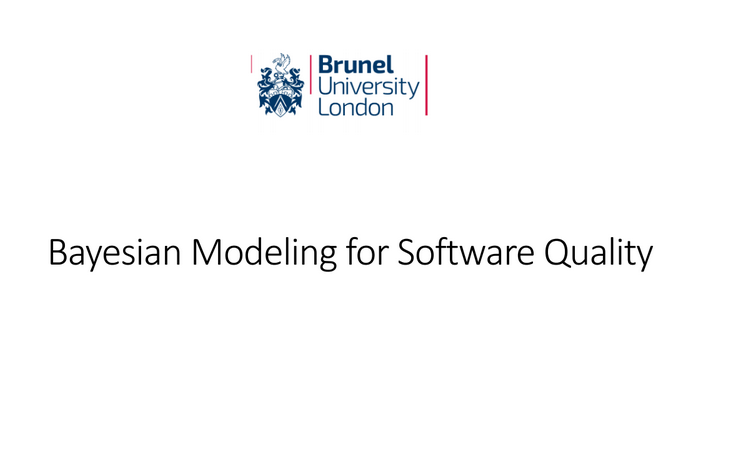 Brunel
University
London
Bayesian Modeling for Software Quality